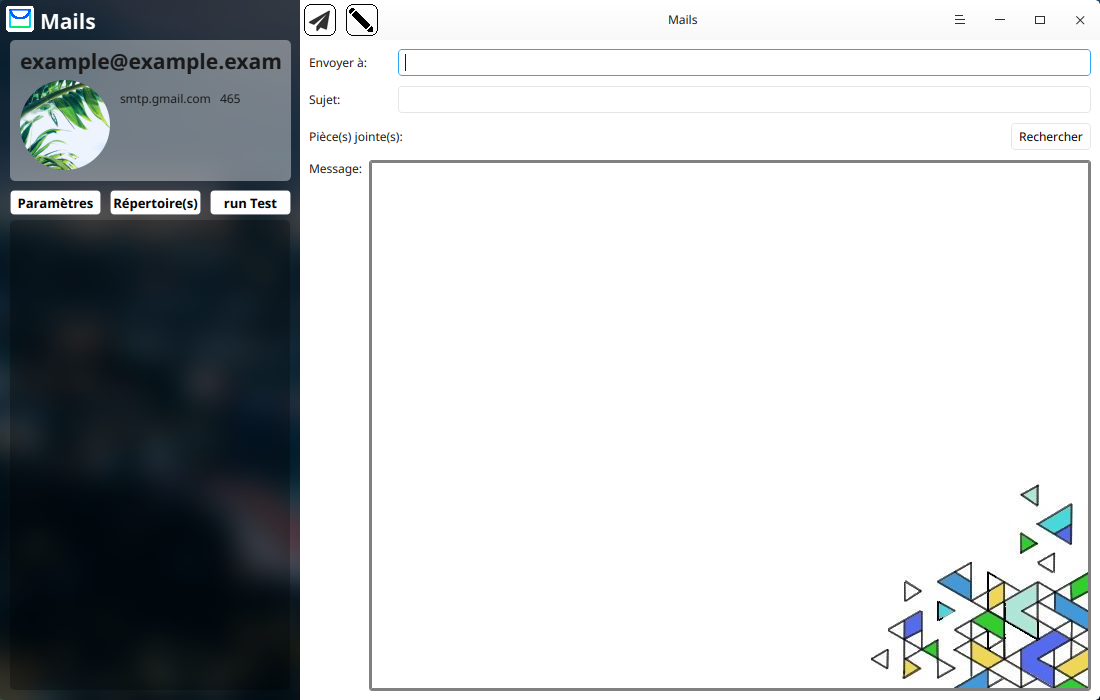 Mails
example@example.exam
smtp.gmail.com 465
Paramètres Répertoire(s) run Test
Mails
Envoyer à:
Sujet:
Pièce(s) jointe(s): Rechercher
Message: